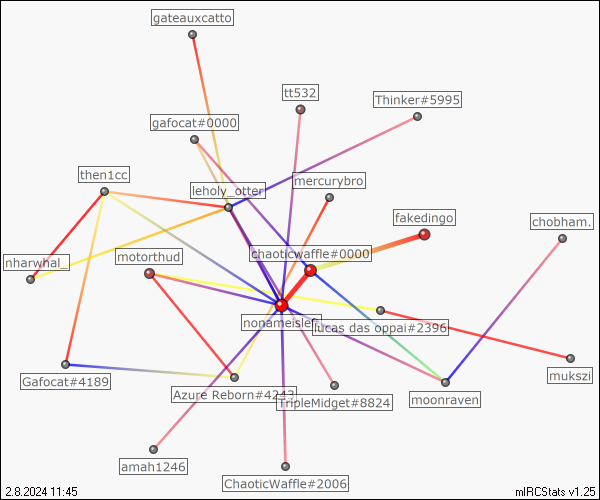 gateauxcatto
tt532
Thinker#5995
gafocat#0000
then1cc
leholy_otter
mercurybro
fakedingo
chobham.
chaoticwaffle#0000
motorthud
nharwhal_
nonameisleft
lucas das oppai#2396
mukszi
Gafocat#4189
Azure Reborn#4243
TripleMidget#8824
moonraven
amah1246
ChaoticWaffle#2006
2.8.2024 11:45
mIRCStats v1.25